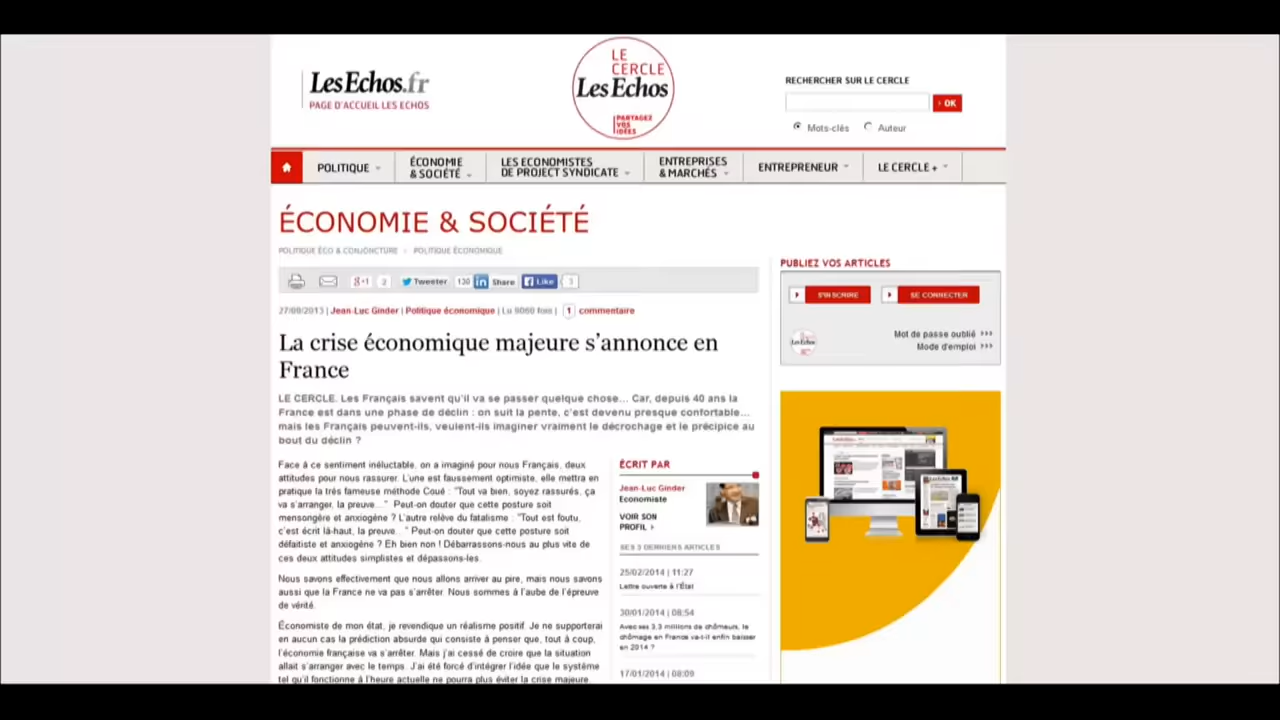 LesEchos.fr
PAGE D'ACCUEIL LES ECHOS
LE
CERCLE
Les Echos
PARTAGEZ
VOS
IDÉES
RECHERCHER SUR LE CERCLE
OK
Mots-clés Auteur
POLITIQUE
ÉCONOMIE
& SOCIÉTÉ
LES ECONOMISTES
DE PROJECT SYNDICATE
ENTREPRISES
& MARCHÉS
ENTREPRENEUR
LE CERCLE +
ÉCONOMIE & SOCIÉTÉ
POLITIQUE ÉCO & CONJONCTURE › POLITIQUE ÉCONOMIQUE
g+1 2 Tweeter 130 in Share Like 3
27/08/2013 | Jean-Luc Ginder | Politique économique | Lu 9060 fois | 1 commentaire
La crise économique majeure s'annonce en
France
LE CERCLE. Les Français savent qu'il va se passer quelque chose... Car, depuis 40 ans la
France est dans une phase de déclin : on suit la pente, c'est devenu presque confortable...
mais les Français peuvent-ils, veulent-ils imaginer vraiment le décrochage et le précipice au
bout du déclin ?
Face à ce sentiment inéluctable, on a imaginé pour nous Français, deux
attitudes pour nous rassurer. L'une est faussement optimiste, elle mettra en
pratique la très fameuse méthode Coué : "Tout va bien, soyez rassurés, ça
va s'arranger, la preuve..." Peut-on douter que cette posture soit
mensongère et anxiogène ? L'autre relève du fatalisme : "Tout est foutu,
c'est écrit là-haut, la preuve..." Peut-on douter que cette posture soit
défaitiste et anxiogène ? Eh bien non ! Débarrassons-nous au plus vite de
ces deux attitudes simplistes et dépassons-les.
Nous savons effectivement que nous allons arriver au pire, mais nous savons
aussi que la France ne va pas s'arrêter. Nous sommes à l'aube de l'épreuve
de vérité.
Économiste de mon état, je revendique un réalisme positif. Je ne supporterai
en aucun cas la prédiction absurde qui consiste à penser que, tout à coup,
l'économie française va s'arrêter. Mais j'ai cessé de croire que la situation
allait s'arranger avec le temps. J'ai été forcé d'intégrer l'idée que le système
tel qu'il fonctionne à l'heure actuelle ne pourra plus éviter la crise majeure.
ÉCRIT PAR
Jean-Luc Ginder
Economiste
VOIR SON
PROFIL ›
SES 3 DERNIERS ARTICLES
25/02/2014 | 11:27
Lettre ouverte à l'État
30/01/2014 | 08:54
Avec ses 3,3 millions de chômeurs, le
chômage en France va-t-il enfin baisser
en 2014 ?
17/01/2014 | 08:09
PUBLIEZ VOS ARTICLES
S'INSCRIRE
SE CONNECTER
Les Echos
Mot de passe oublié >>>
Mode d'emploi >>>